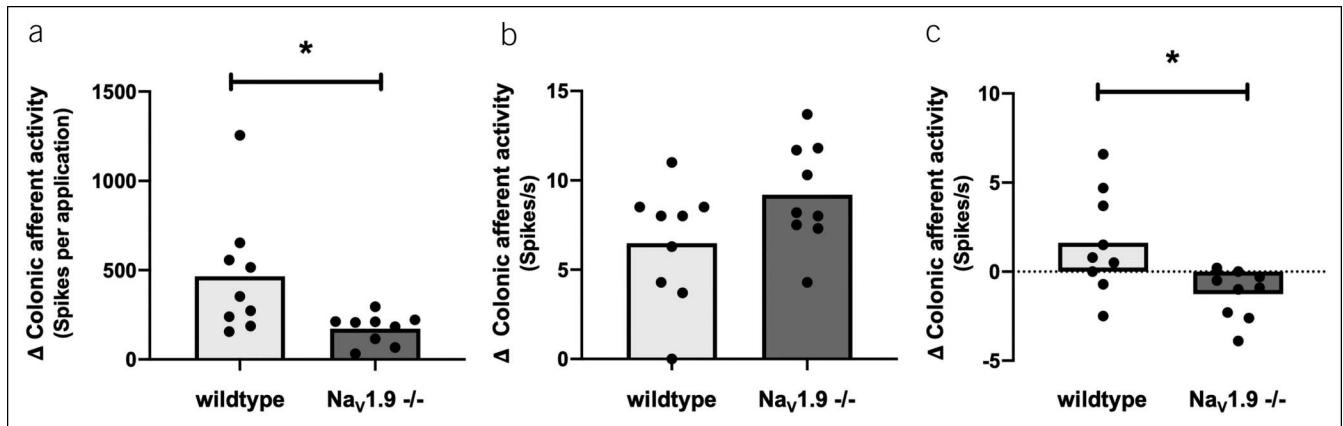 a
*
Δ Colonic afferent activity
(Spikes per application)
1500
1000
500
0
wildtype
Naᵥ1.9 -/-
b
Δ Colonic afferent activity
(Spikes/s)
15
10
5
0
wildtype
Naᵥ1.9 -/-
c
*
Δ Colonic afferent activity
(Spikes/s)
10
5
0
-5
wildtype
Naᵥ1.9 -/-